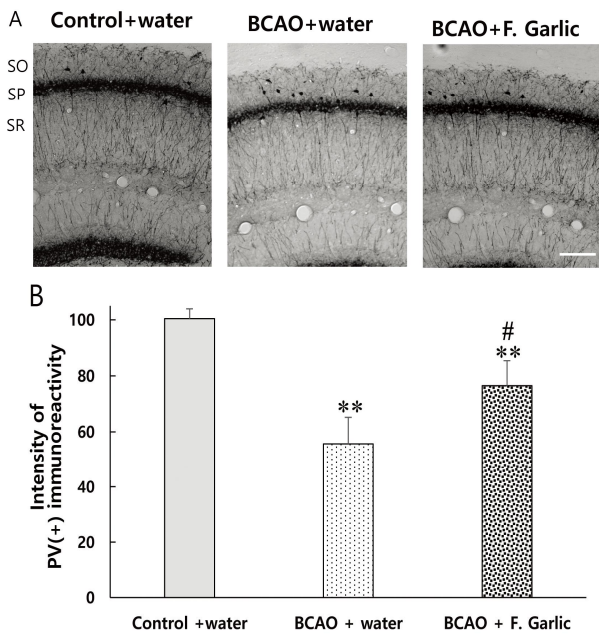 A
Control+water
BCAO+water
BCAO+F. Garlic
SO
SP
SR
B
Intensity of
PV(+) immunoreactivity
100
80
60
40
20
0
**
#
**
Control +water
BCAO + water
BCAO + F. Garlic